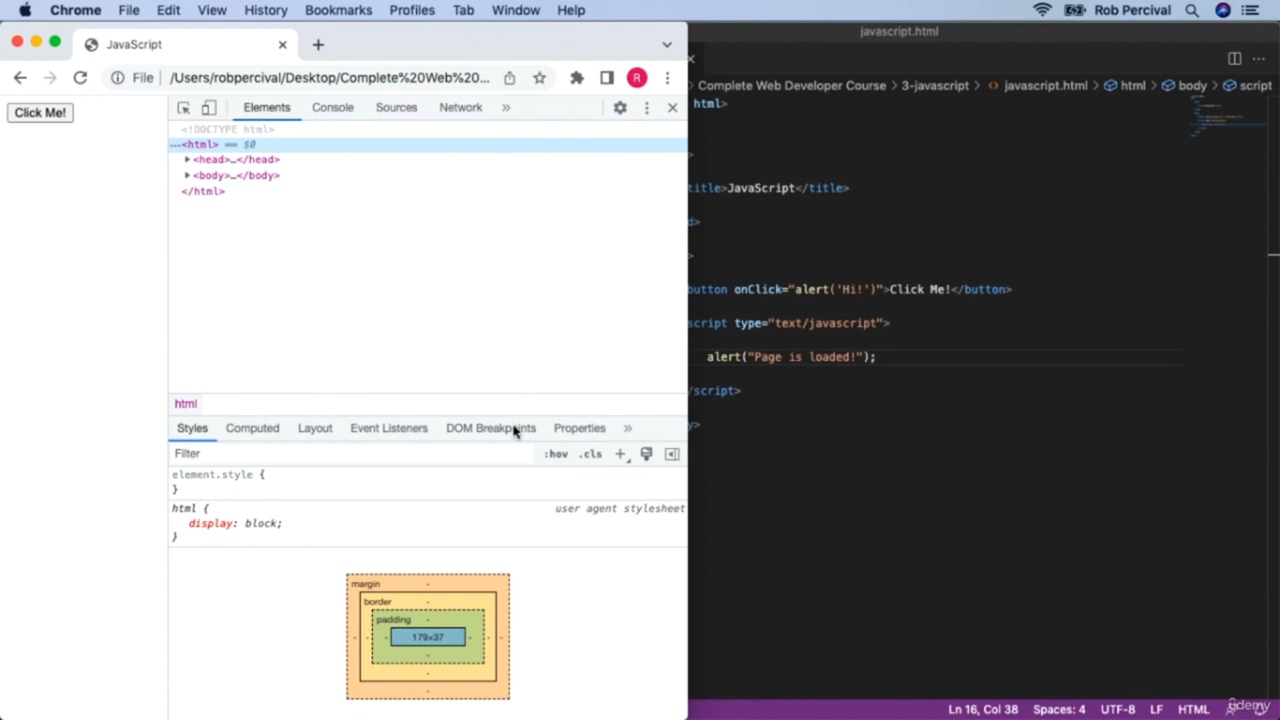 Chrome File Edit View History Bookmarks Profiles Tab Window Help Rob Percival
JavaScript
javascript.html
File /Users/robpercival/Desktop/Complete%20Web%20... R
Complete Web Developer Course 3-javascript javascript.html html body script
Click Me!
Elements Console Sources Network »
<!DOCTYPE html>
…<html> == $0
<head>…</head>
<body>…</body>
</html>
html
Styles Computed Layout Event Listeners DOM Breakpoints Properties »
Filter :hov .cls +
element.style {
}
html { user agent stylesheet
display: block;
}
margin -
border -
padding -
- - - 179×37 - - -
-
-
-
html>
>
title>JavaScript</title>
d>
>
button onClick="alert('Hi!')">Click Me!</button>
script type="text/javascript">
alert("Page is loaded!");
/script>
y>
Ln 16, Col 38 Spaces: 4 UTF-8 LF HTML
udemy